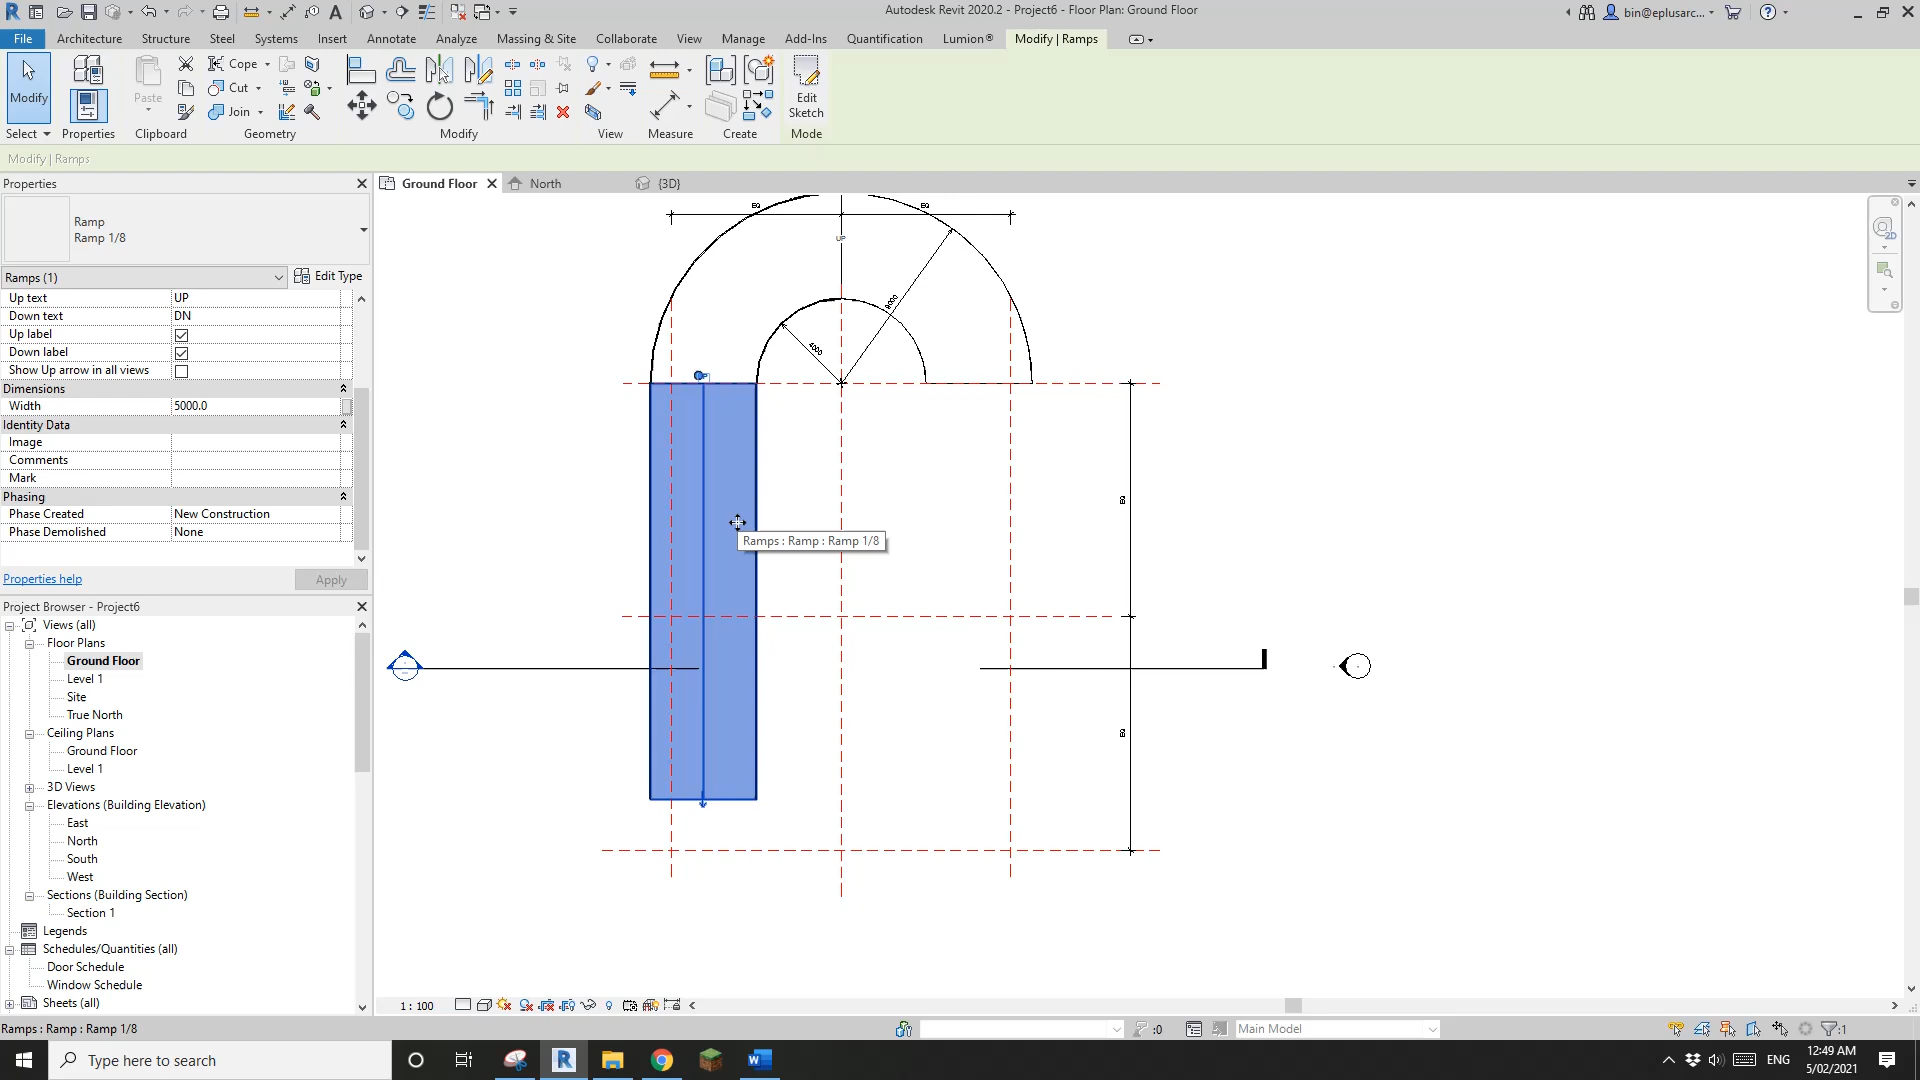 Autodesk Revit 2020.2 - Project6 - Floor Plan: Ground Floor
bin@eplusarc...
File Architecture Structure Steel Systems Insert Annotate Analyze Massing & Site Collaborate View Manage Add-Ins Quantification Lumion® Modify | Ramps
Modify
Paste
Cope
Cut
Join
Edit
Sketch
Select Properties Clipboard Geometry Modify View Measure Create Mode
Modify | Ramps
Properties
Ground Floor
North
{3D}
Ramp
Ramp 1/8
Ramps (1)
Edit Type
Up text UP
Down text DN
Up label
Down label
Show Up arrow in all views
Dimensions
Width 5000.0
Identity Data
Image
Comments
Mark
Phasing
Phase Created New Construction
Phase Demolished None
Properties help
Apply
Project Browser - Project6
Views (all)
Floor Plans
Ground Floor
Level 1
Site
True North
Ceiling Plans
Ground Floor
Level 1
3D Views
Elevations (Building Elevation)
East
North
South
West
Sections (Building Section)
Section 1
Legends
Schedules/Quantities (all)
Door Schedule
Window Schedule
Sheets (all)
EQ EQ
UP
9000
4000
EQ
EQ
Ramps : Ramp : Ramp 1/8
1 : 100
Ramps : Ramp : Ramp 1/8
:0
Main Model
:1
Type here to search
ENG
12:49 AM
5/02/2021